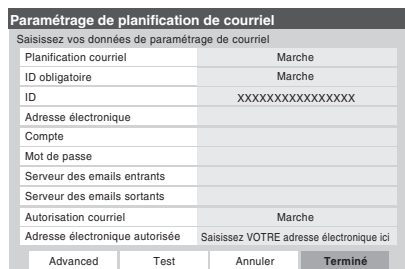 Paramétrage de planification de courriel
Saisissez vos données de paramétrage de courriel
Planification courriel Marche
ID obligatoire Marche
ID XXXXXXXXXXXXXXXX
Adresse électronique
Compte
Mot de passe
Serveur des emails entrants
Serveur des emails sortants
Autorisation courriel Marche
Adresse électronique autorisée Saisissez VOTRE adresse électronique ici
Advanced Test Annuler Terminé